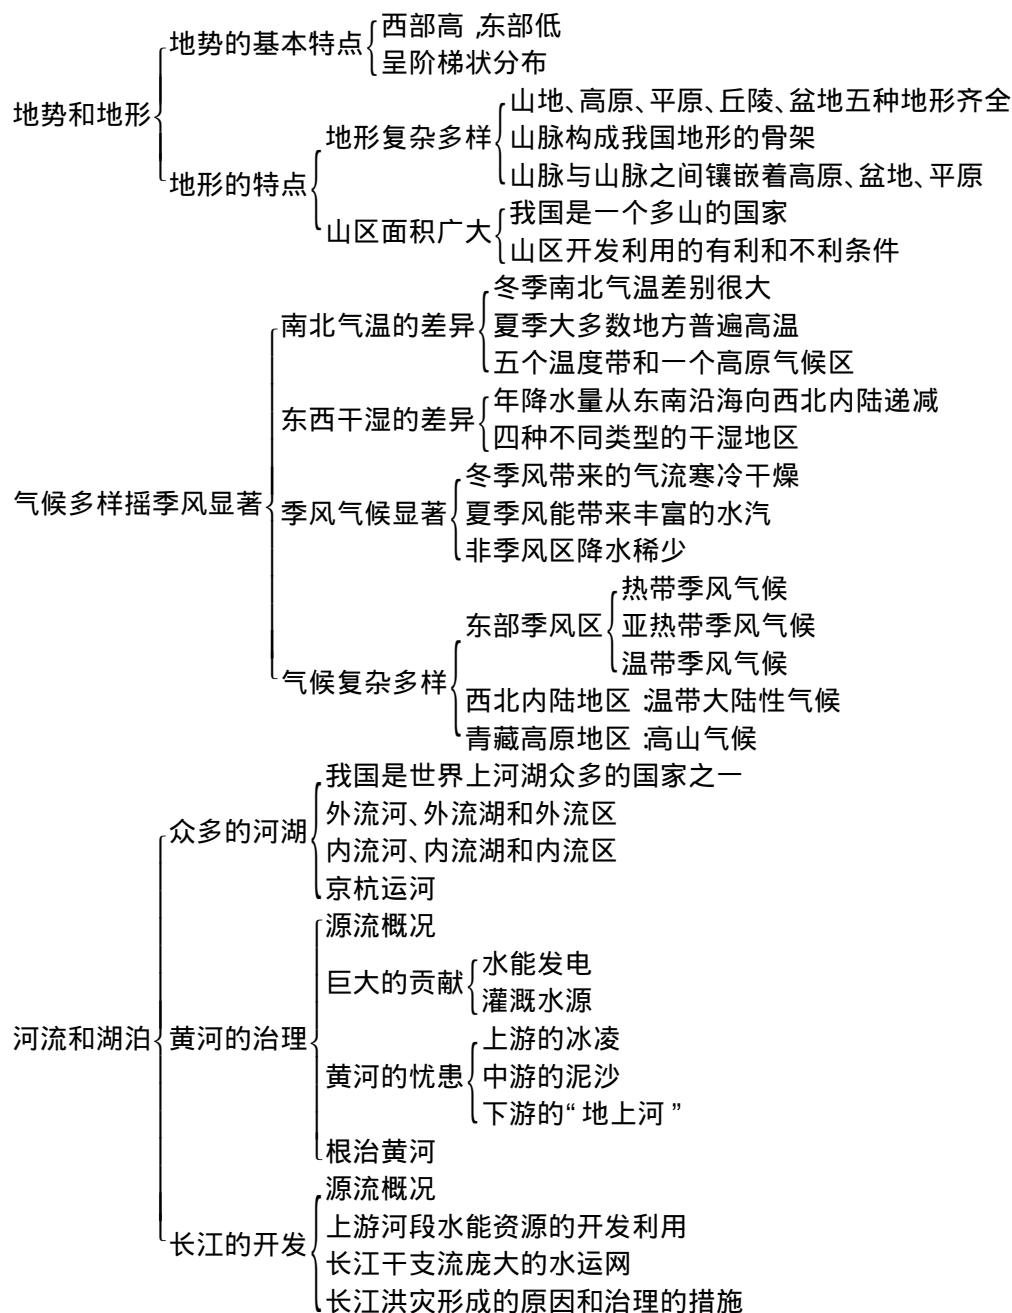 地势和地形
地势的基本特点
西部高,东部低
呈阶梯状分布
地形的特点
地形复杂多样
山地、高原、平原、丘陵、盆地五种地形齐全
山脉构成我国地形的骨架
山脉与山脉之间镶嵌着高原、盆地、平原
山区面积广大
我国是一个多山的国家
山区开发利用的有利和不利条件
气候多样摇季风显著
南北气温的差异
冬季南北气温差别很大
夏季大多数地方普遍高温
五个温度带和一个高原气候区
东西干湿的差异
年降水量从东南沿海向西北内陆递减
四种不同类型的干湿地区
季风气候显著
冬季风带来的气流寒冷干燥
夏季风能带来丰富的水汽
非季风区降水稀少
气候复杂多样
东部季风区
热带季风气候
亚热带季风气候
温带季风气候
西北内陆地区:温带大陆性气候
青藏高原地区:高山气候
河流和湖泊
众多的河湖
我国是世界上河湖众多的国家之一
外流河、外流湖和外流区
内流河、内流湖和内流区
京杭运河
黄河的治理
源流概况
巨大的贡献
水能发电
灌溉水源
黄河的忧患
上游的冰凌
中游的泥沙
下游的“地上河”
根治黄河
长江的开发
源流概况
上游河段水能资源的开发利用
长江干支流庞大的水运网
长江洪灾形成的原因和治理的措施